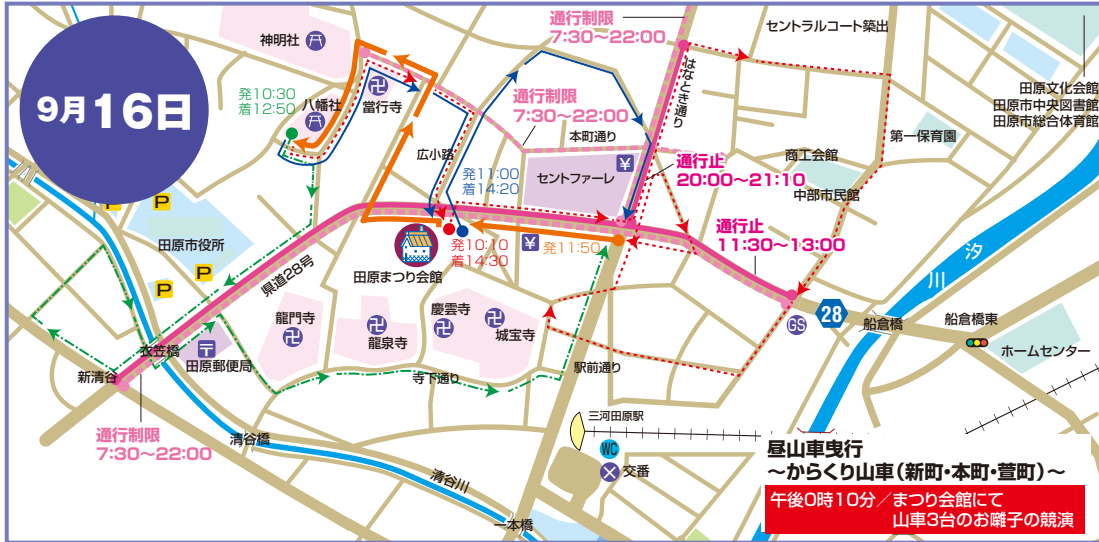 9月16日
神明社
發10:30
着12:50
八幡社
當行寺
通行制限
7:30〜22:00
セントラルコート築出
はなとき通り
田原文化会館
田原市中央図書館
田原市総合体育館
通行制限
7:30〜22:00
本町通り
第一保育園
広小路
商工会館
セントファーレ
¥
通行止
20:00〜21:10
中部市民館
発11:00
着14:20
通行止
11:30〜13:00
汐川
P
P
田原市役所
P
P
県道28号
発10:10
着14:30
¥
発11:50
田原まつり会館
龍門寺
龍泉寺
慶雲寺
城宝寺
GS
28
船倉橋
船倉橋東
ホームセンター
衣笠橋
〒
田原郵便局
新清谷
寺下通り
駅前通り
通行制限
7:30〜22:00
清谷橋
清谷川
一本橋
三河田原駅
WC
交番
昼山車曳行
〜からくり山車(新町・本町・萱町)〜
午後0時10分/まつり会館にて
山車3台のお囃子の競演